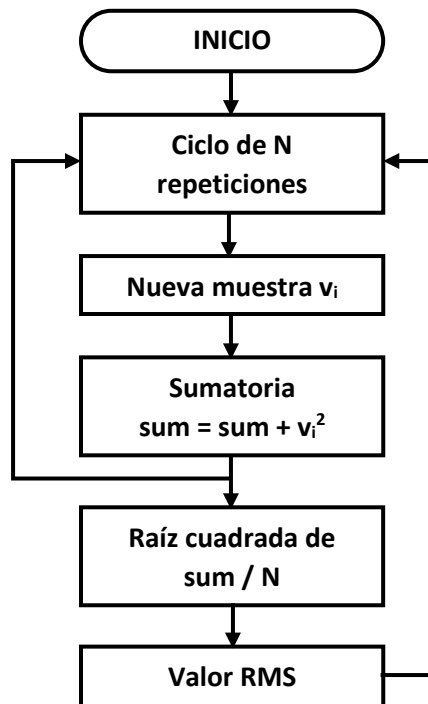 INICIO
Ciclo de N
repeticiones
Nueva muestra vᵢ
Sumatoria
sum = sum + vᵢ²
Raíz cuadrada de
sum / N
Valor RMS